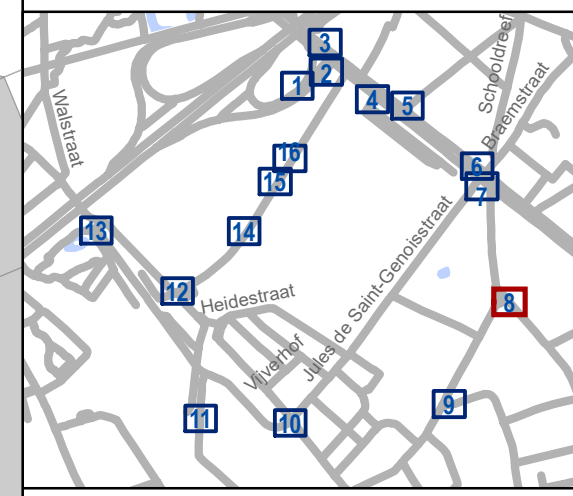 Schooldreef
3
2
1
4
5
Braemstraat
Walstraat
16
6
15
7
13
14
12
Heidestraat
Jules de Saint-Genoisstraat
8
Vijverhof
9
11
10